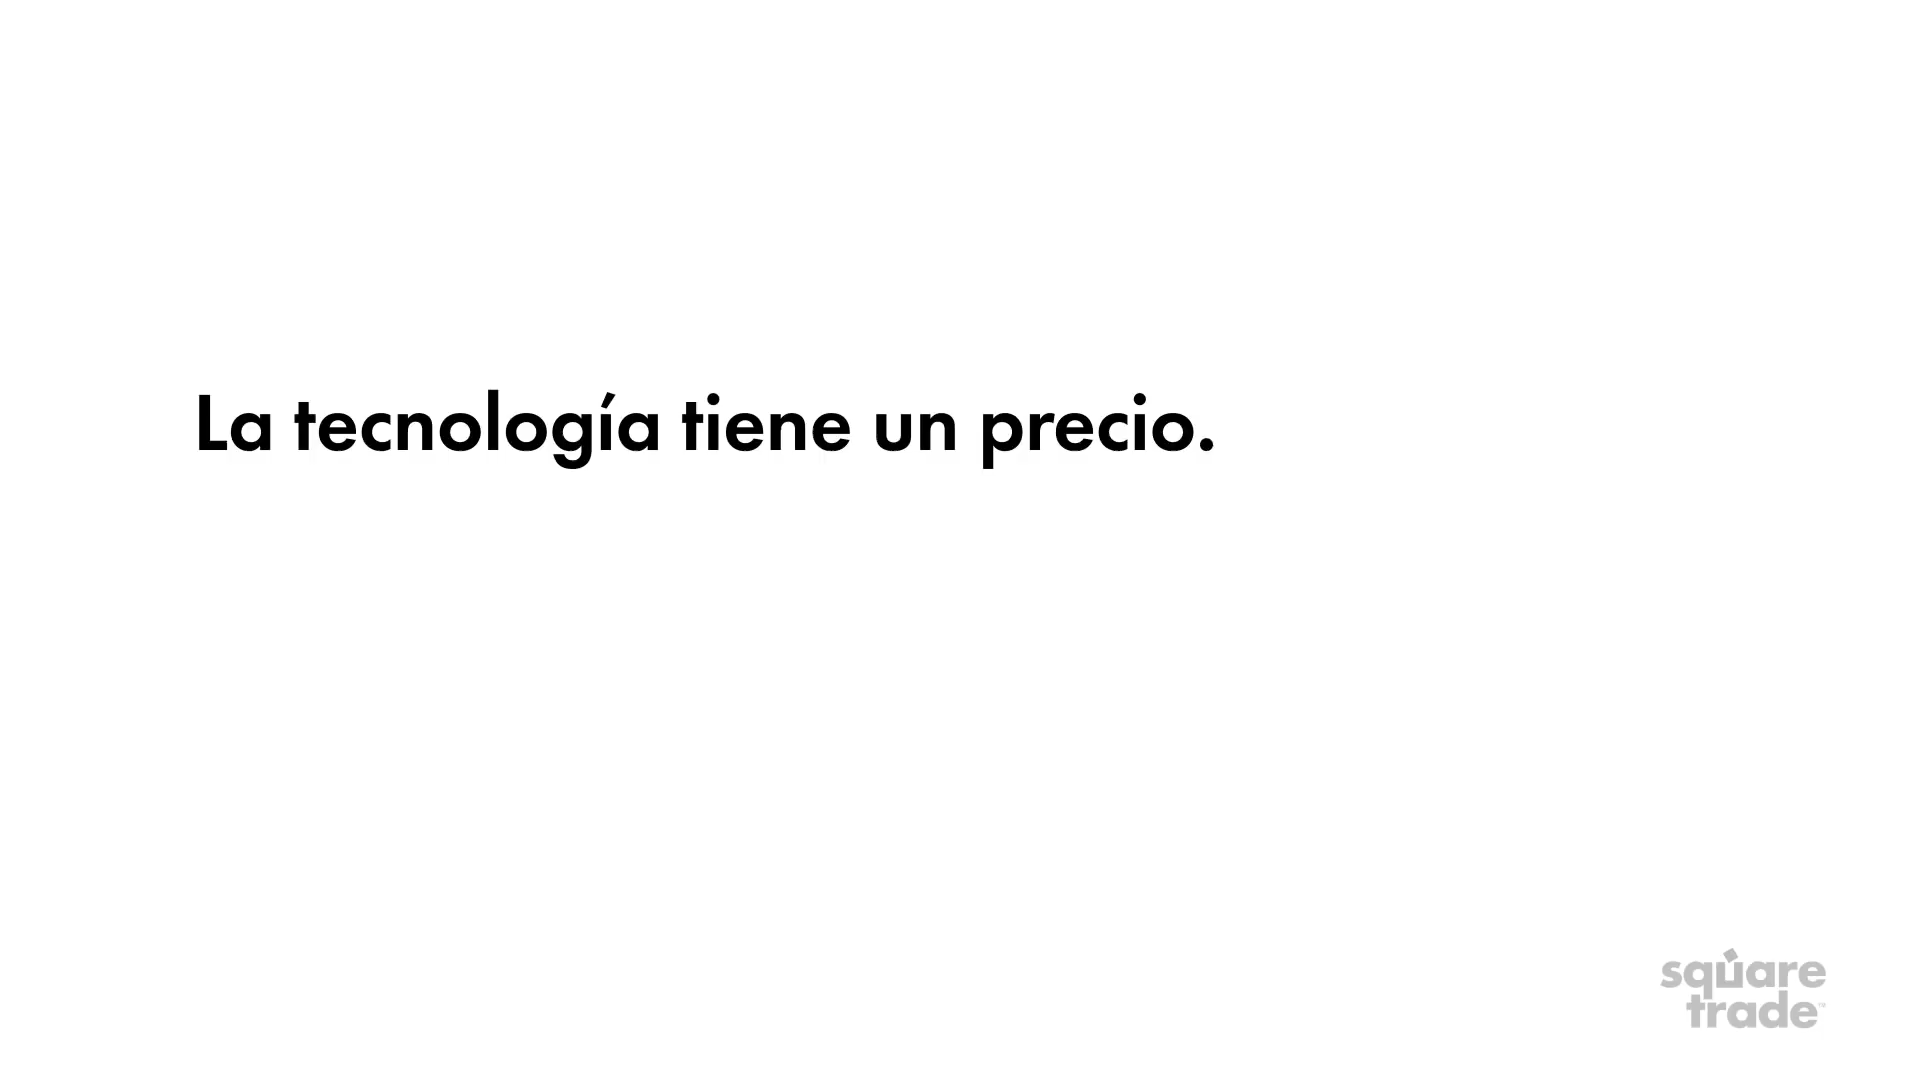 La tecnología tiene un precio.
square
trade